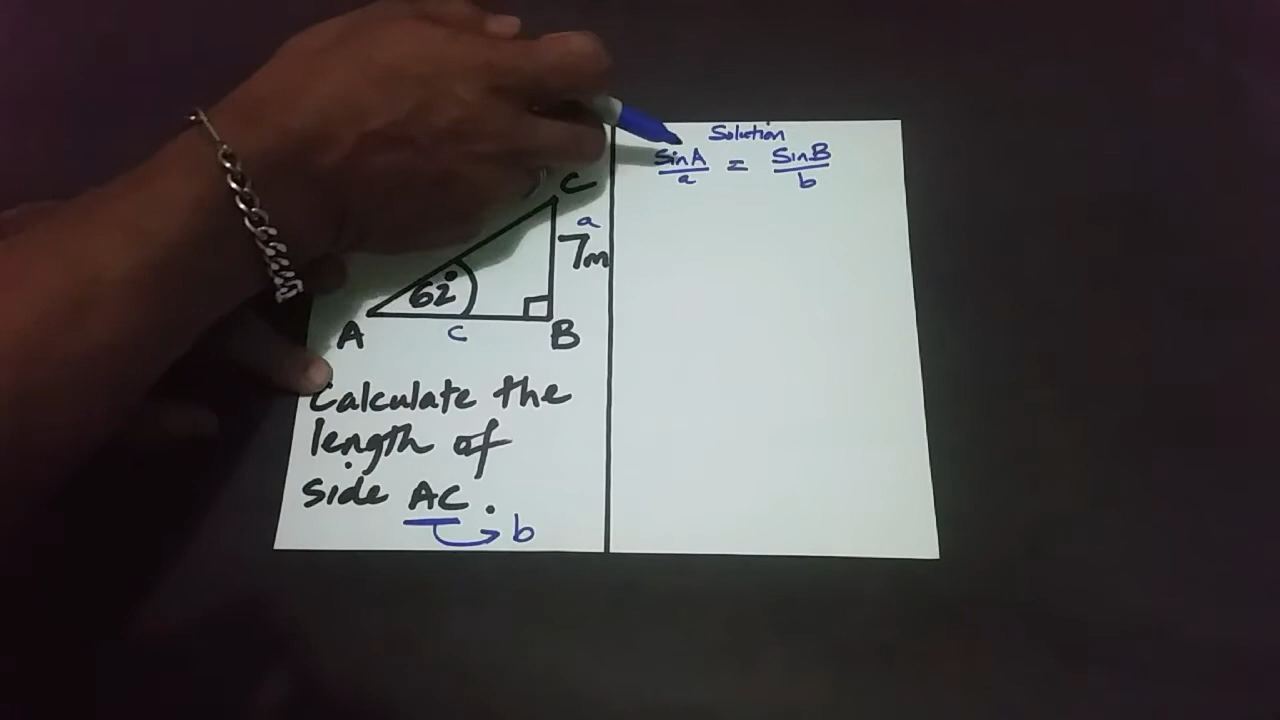 C
a
7m
62°
A
c
B
Calculate the
length of
side AC.
b
Solution
SinA/a = SinB/b